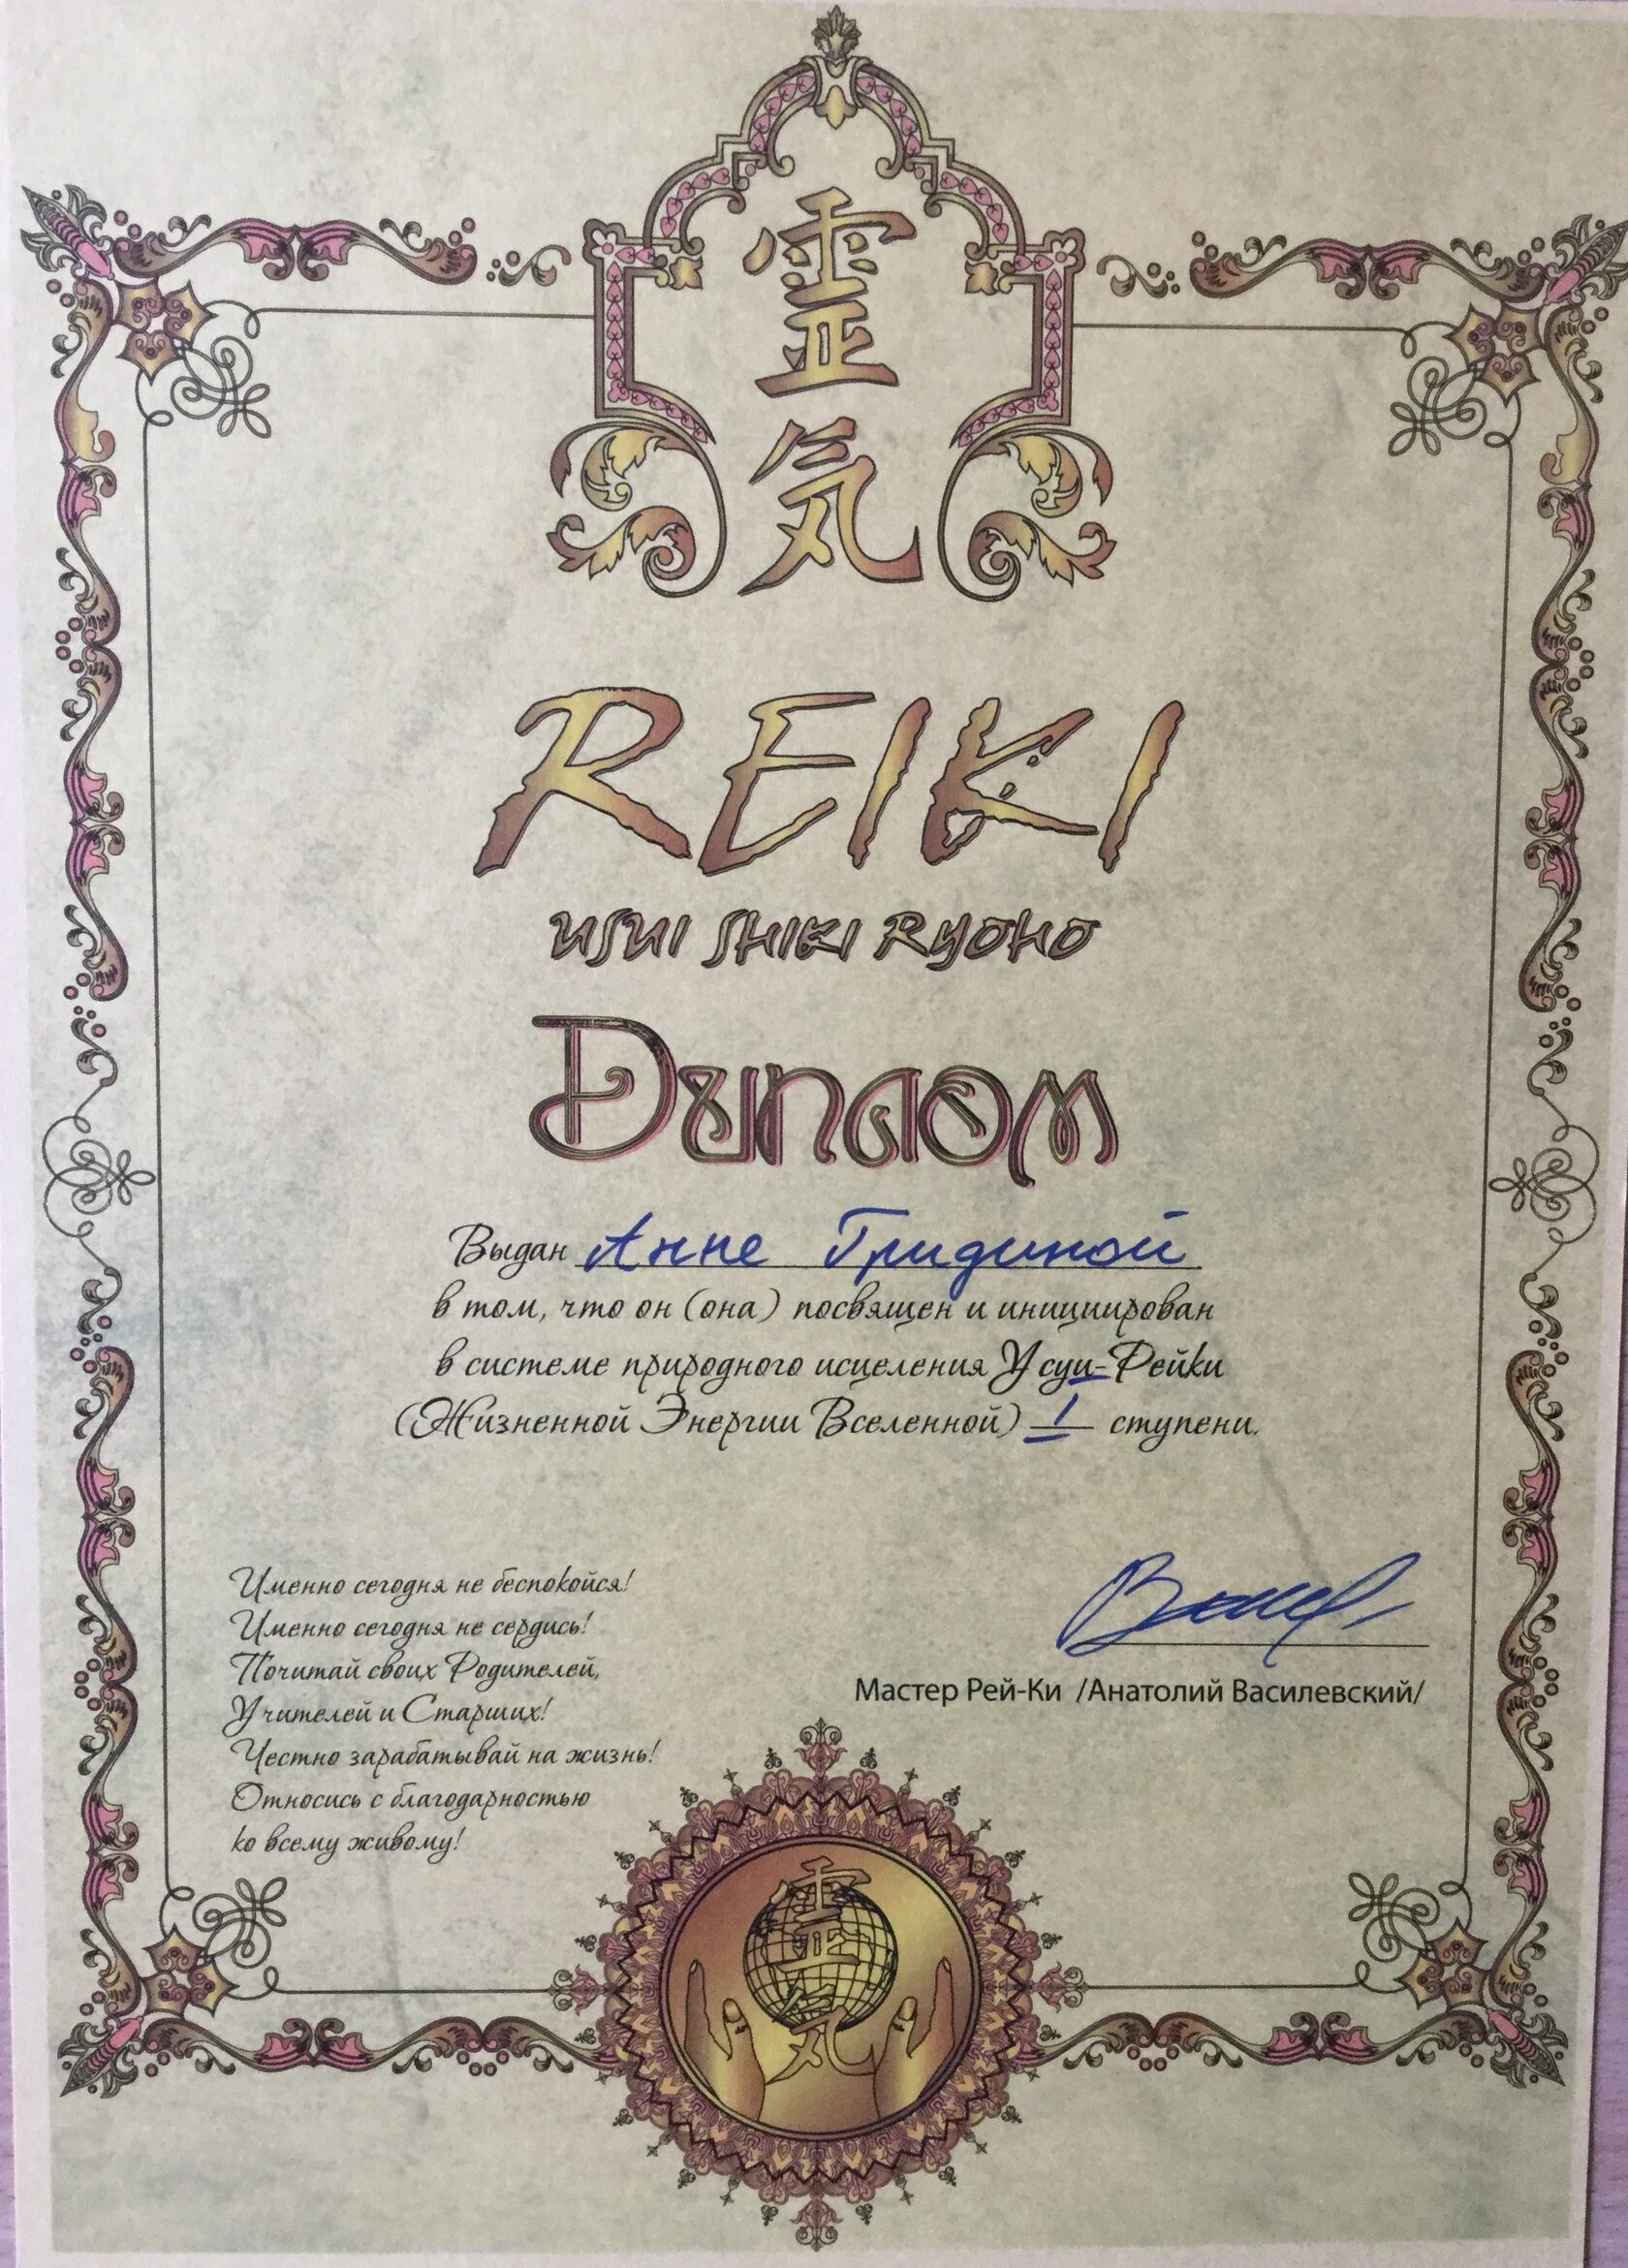 霊
気
REIKI
USUI SHIKI RYOHO
Диплом
Выдан Анне Гридиной
в том, что он (она) посвящен и инициирован
в системе природного исцеления Усуи-Рейки
(Жизненной Энергии Вселенной) I ступени.
Именно сегодня не беспокойся!
Именно сегодня не сердись!
Почитай своих Родителей,
Учителей и Старших!
Честно зарабатывай на жизнь!
Относись с благодарностью
ко всему живому!
Мастер Рей-Ки /Анатолий Василевский/
霊
気